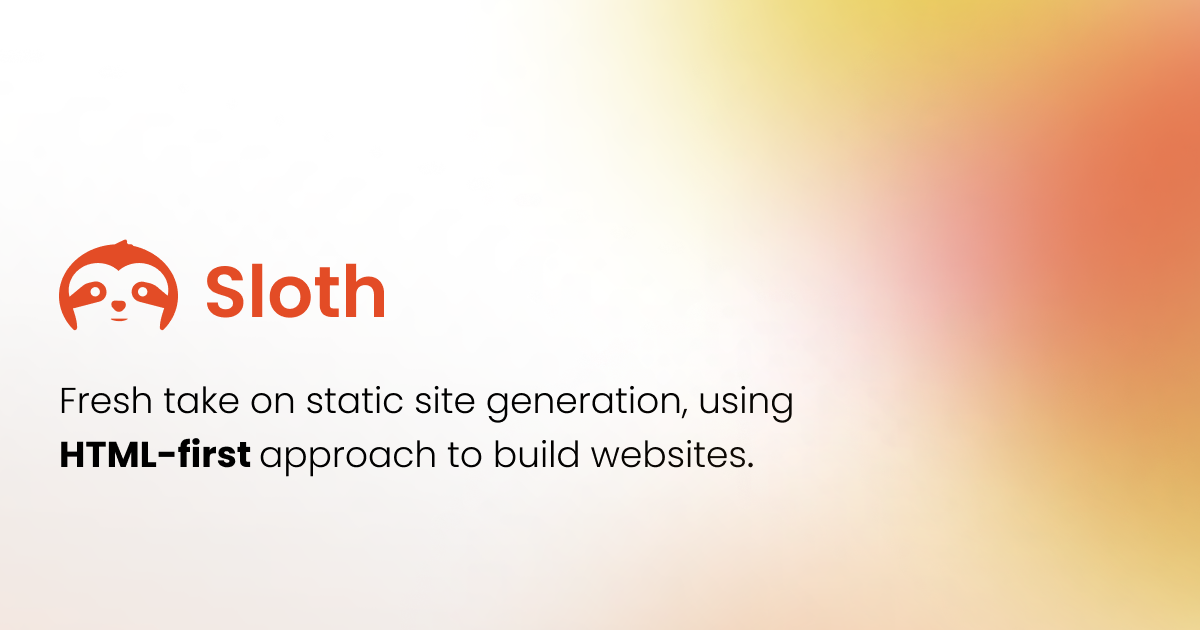 Sloth
Fresh take on static site generation, using
HTML-first approach to build websites.